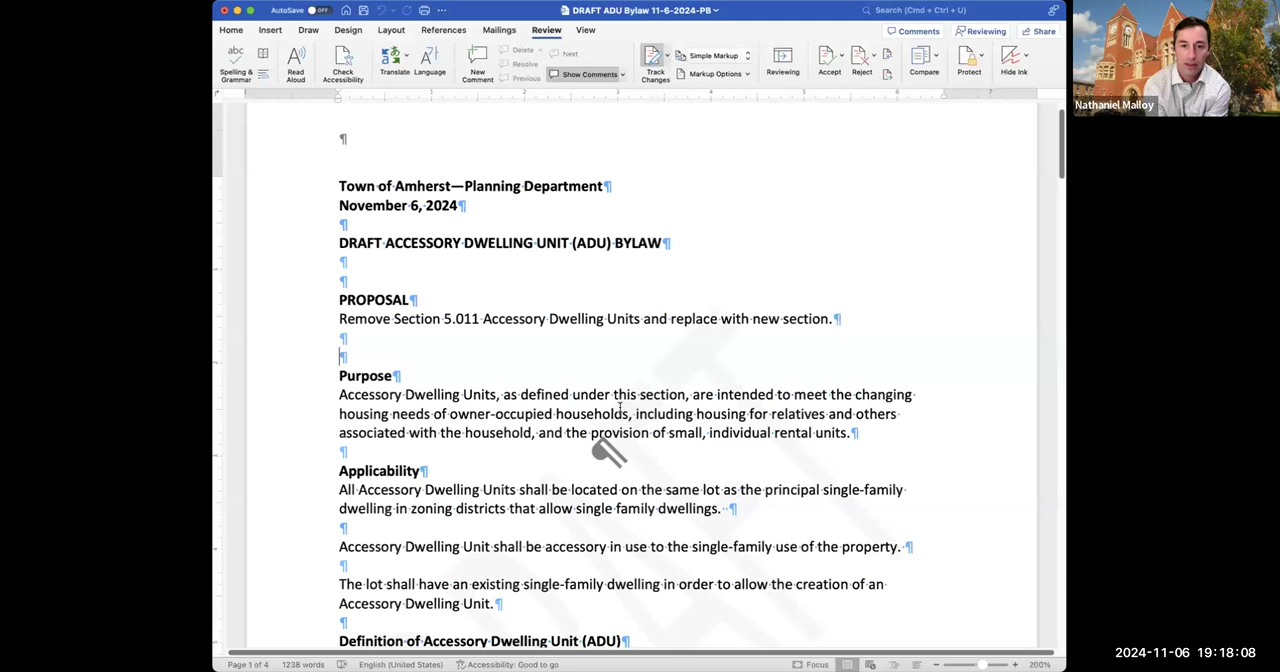 AutoSave OFF
DRAFT ADU Bylaw 11-6-2024-PB
Search (Cmd + Ctrl + U)
Home Insert Draw Design Layout References Mailings Review View
Comments Reviewing Share
Spelling & Grammar
Read Aloud
Check Accessibility
Translate
Language
New Comment
Delete
Resolve
Previous
Next
Show Comments
Track Changes
Simple Markup
Markup Options
Reviewing
Accept
Reject
Compare
Protect
Hide Ink
1 2 3 4 5 6 7
Town of Amherst—Planning Department¶
November 6, 2024¶
¶
DRAFT ACCESSORY DWELLING UNIT (ADU) BYLAW¶
¶
¶
PROPOSAL¶
Remove Section 5.011 Accessory Dwelling Units and replace with new section.¶
¶
¶
Purpose¶
Accessory Dwelling Units, as defined under this section, are intended to meet the changing
housing needs of owner-occupied households, including housing for relatives and others
associated with the household, and the provision of small, individual rental units.¶
¶
Applicability¶
All Accessory Dwelling Units shall be located on the same lot as the principal single-family
dwelling in zoning districts that allow single family dwellings. ¶
¶
Accessory Dwelling Unit shall be accessory in use to the single-family use of the property. ¶
¶
The lot shall have an existing single-family dwelling in order to allow the creation of an
Accessory Dwelling Unit.¶
¶
Definition of Accessory Dwelling Unit (ADU)¶
Page 1 of 4 1238 words English (United States) Accessibility: Good to go Focus 200%
Nathaniel Malloy
2024-11-06 19:18:08